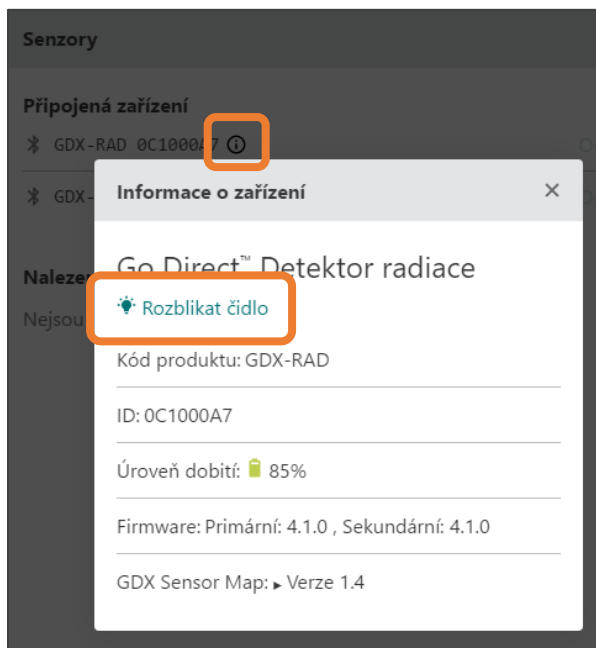 Senzory
Připojená zařízení
GDX-RAD 0C1000A7
GDX-
Informace o zařízení
Go Direct™ Detektor radiace
Nalezen
Rozblikat čidlo
Nejsou
Kód produktu: GDX-RAD
ID: 0C1000A7
Úroveň dobití: 85%
Firmware: Primární: 4.1.0 , Sekundární: 4.1.0
GDX Sensor Map: ▸ Verze 1.4